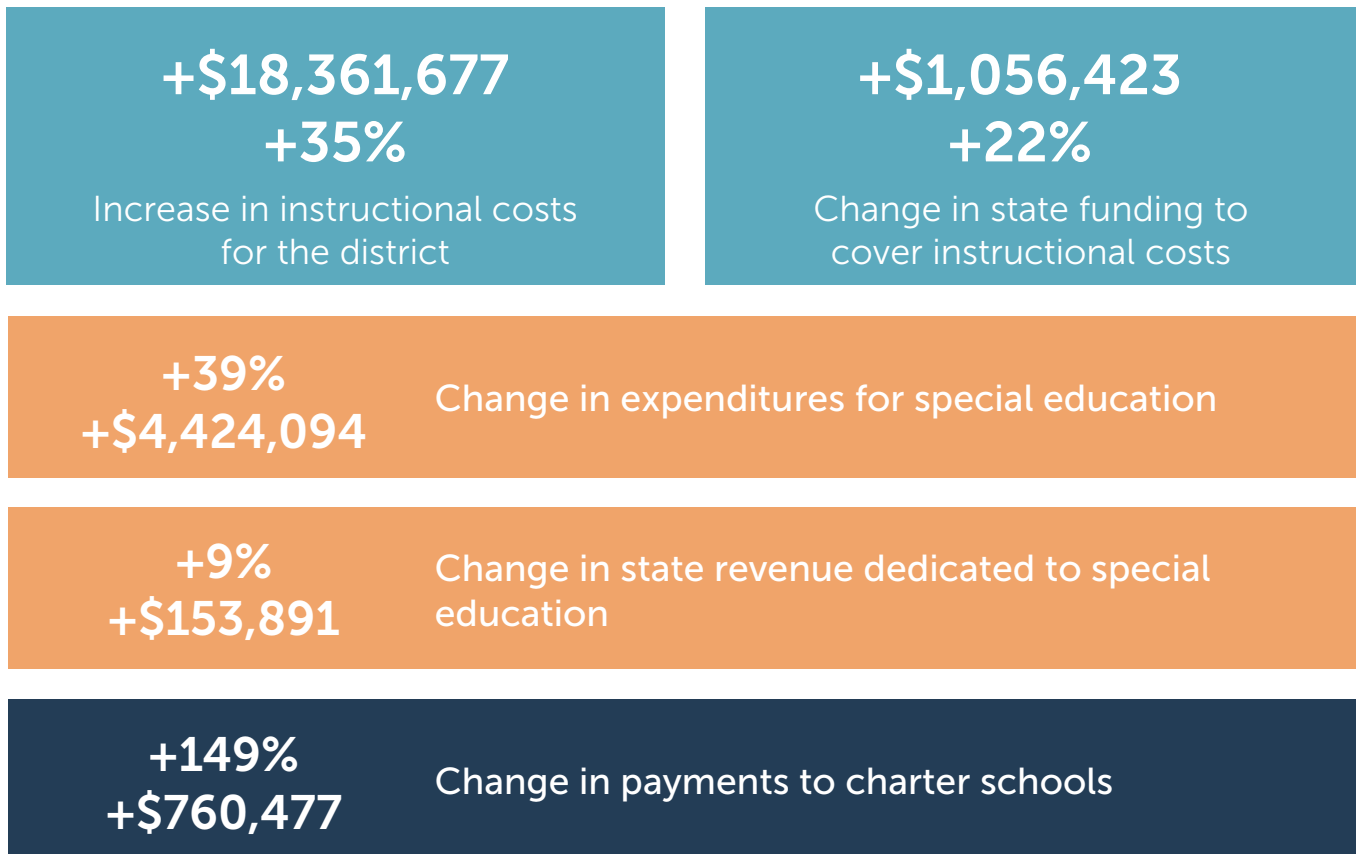 +$18,361,677
+35%
Increase in instructional costs
for the district
+$1,056,423
+22%
Change in state funding to
cover instructional costs
+39%
+$4,424,094
Change in expenditures for special education
+9%
+$153,891
Change in state revenue dedicated to special
education
+149%
+$760,477
Change in payments to charter schools